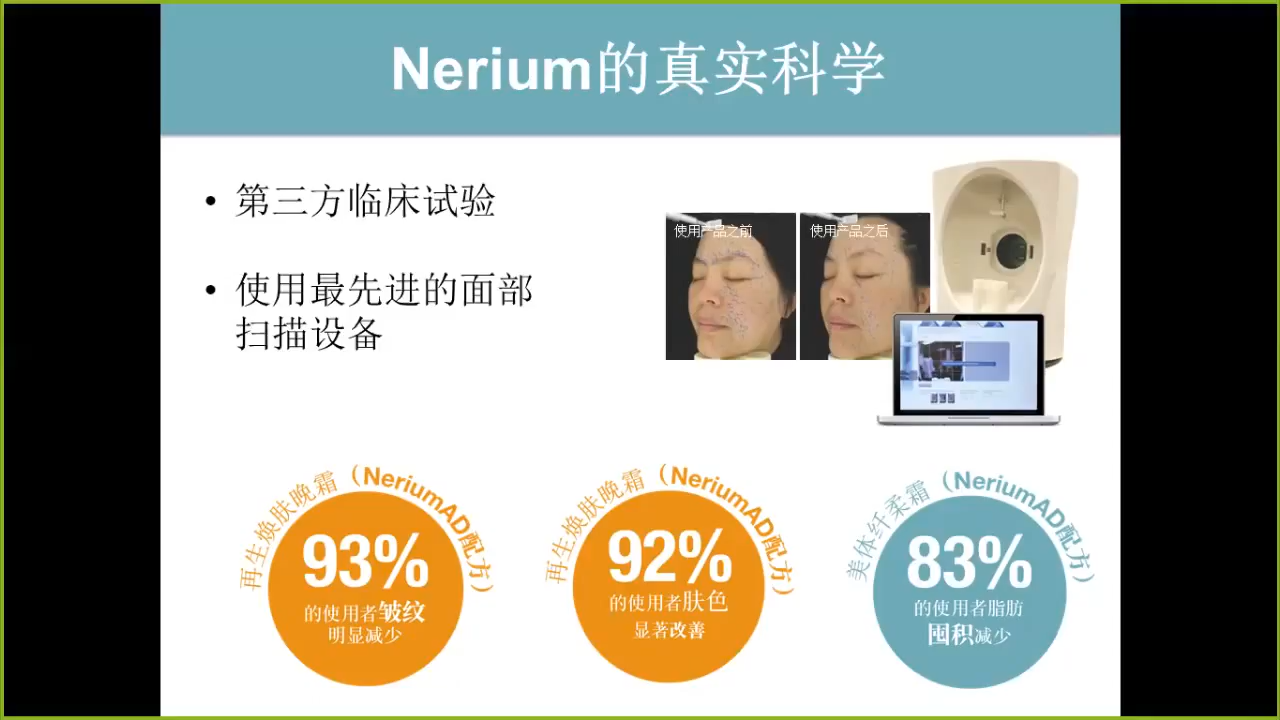 Nerium的真实科学
• 第三方临床试验
• 使用最先进的面部
扫描设备
使用产品之前
使用产品之后
再生焕肤晚霜（NeriumAD配方）
93%
的使用者皱纹
明显减少
再生焕肤晚霜（NeriumAD配方）
92%
的使用者肤色
显著改善
美体纤柔霜（NeriumAD配方）
83%
的使用者脂肪
囤积减少